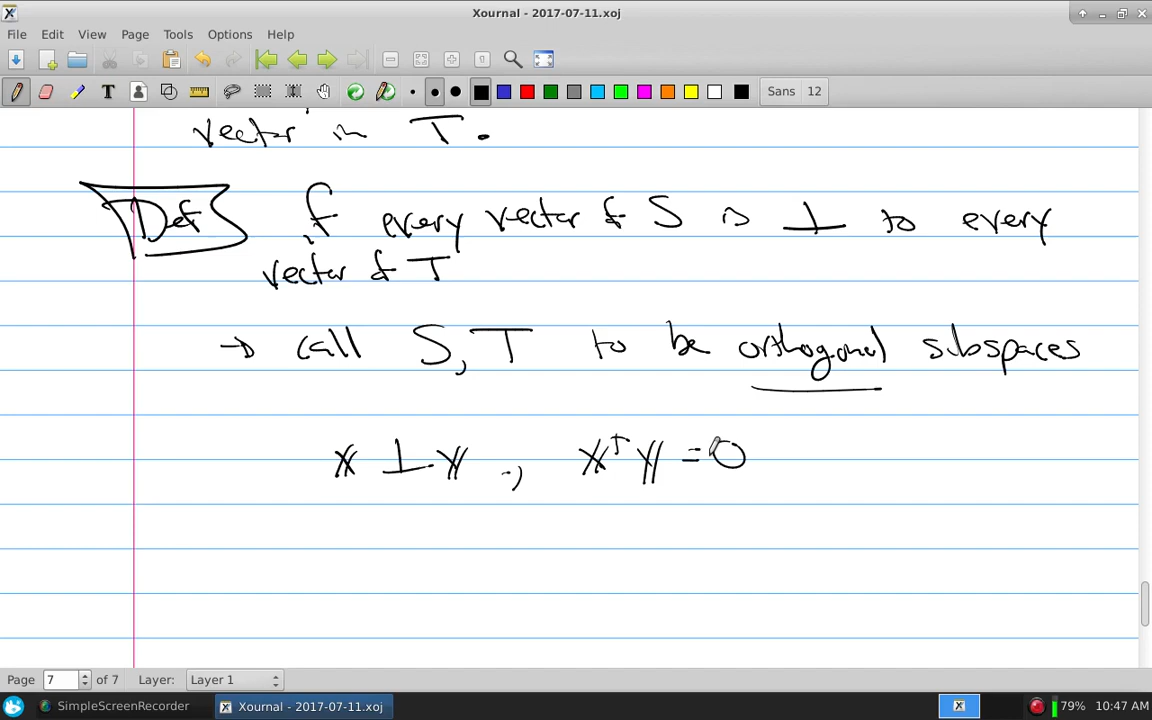 Xournal - 2017-07-11.xoj
File Edit View Page Tools Options Help
Sans 12
vector in T.
Def If every vector of S is ⊥ to every
vector of T
→ call S, T to be orthogonal subspaces
x ⊥ y , xᵀy = 0
Page 7 of 7 Layer: Layer 1
SimpleScreenRecorder Xournal - 2017-07-11.xoj 79% 10:47 AM